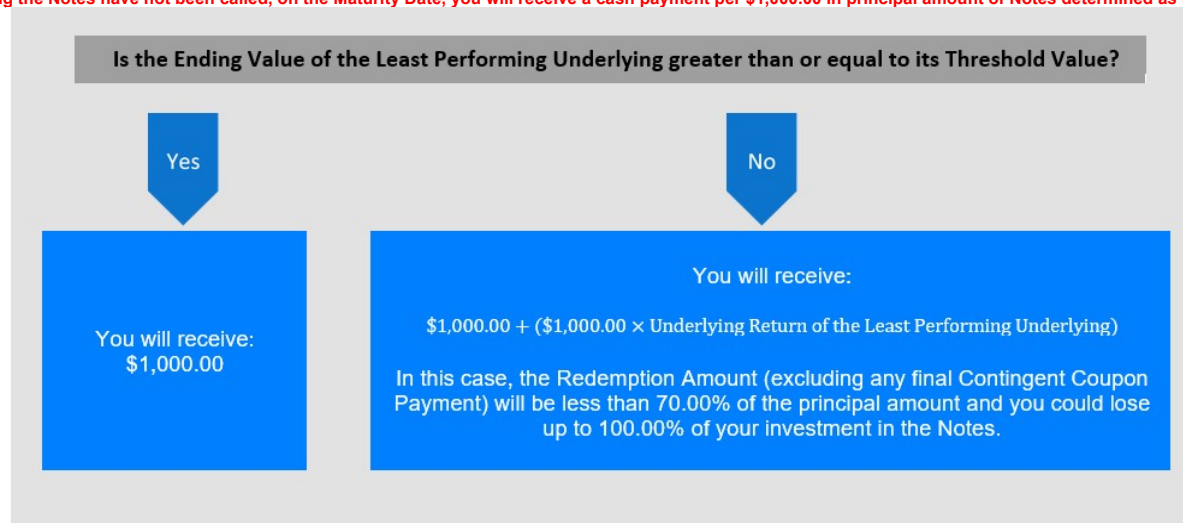 g the Notes have not been called, on the Maturity Date, you will receive a cash payment per $1,000.00 in principal amount of Notes determined as
Is the Ending Value of the Least Performing Underlying greater than or equal to its Threshold Value?
Yes
No
You will receive:
$1,000.00
You will receive:
$1,000.00 + ($1,000.00 × Underlying Return of the Least Performing Underlying)
In this case, the Redemption Amount (excluding any final Contingent Coupon
Payment) will be less than 70.00% of the principal amount and you could lose
up to 100.00% of your investment in the Notes.